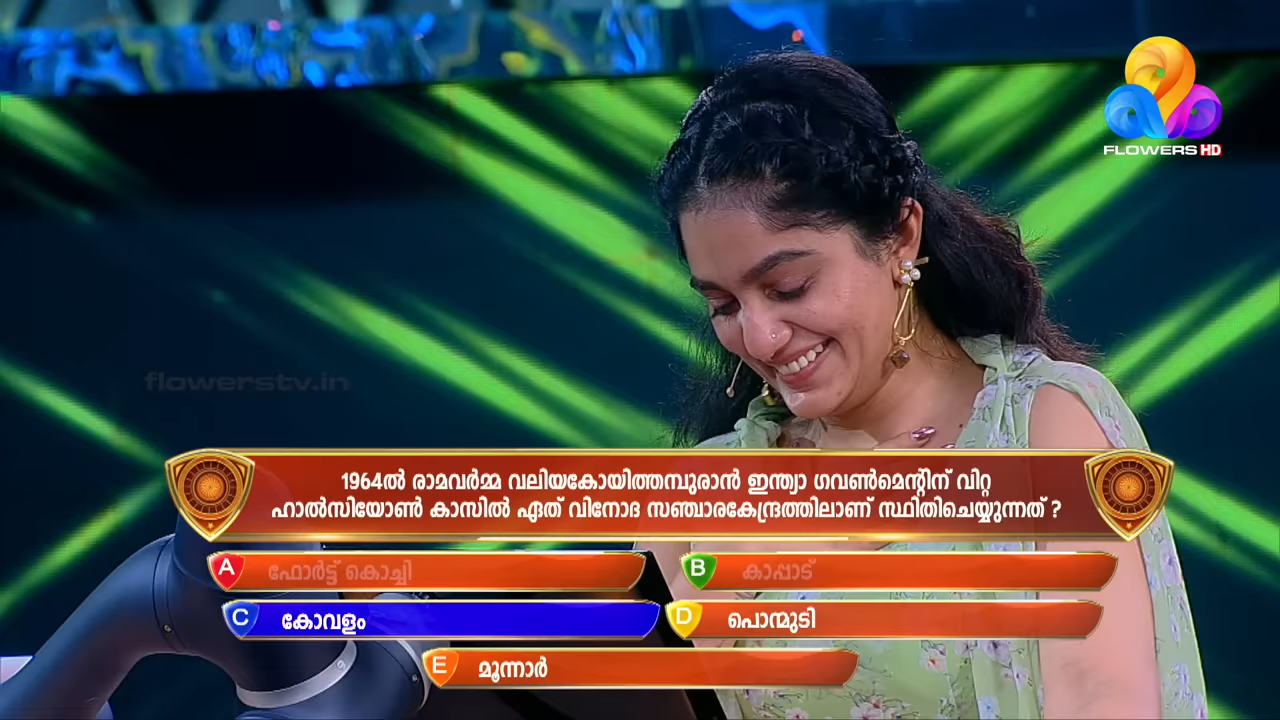 FLOWERS HD
flowerstv.in
1964ൽ രാമവർമ്മ വലിയകോയിത്തമ്പുരാൻ ഇന്ത്യാ ഗവൺമെന്റിന് വിറ്റ
ഹാൽസിയോൺ കാസിൽ ഏത് വിനോദ സഞ്ചാരകേന്ദ്രത്തിലാണ് സ്ഥിതിചെയ്യുന്നത് ?
A ഫോർട്ട് കൊച്ചി
B കാപ്പാട്
C കോവളം
D പൊന്മുടി
E മൂന്നാർ